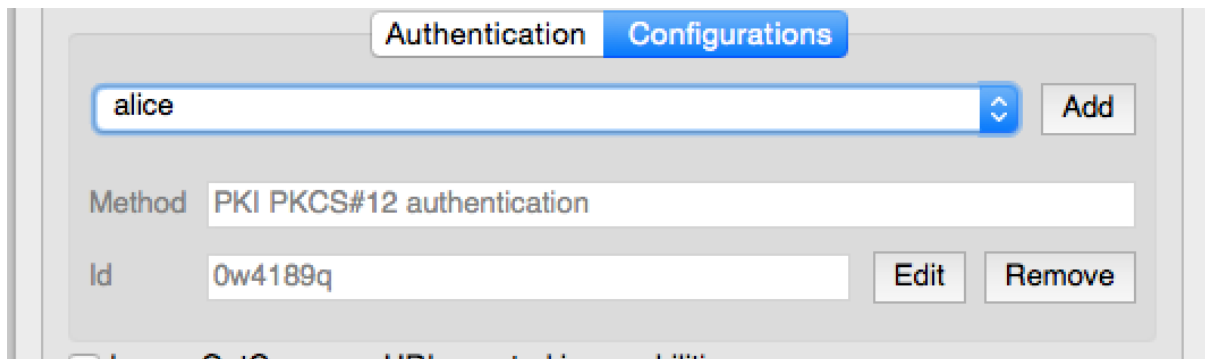 Authentication Configurations
alice Add
Method PKI PKCS#12 authentication
Id 0w4189q Edit Remove